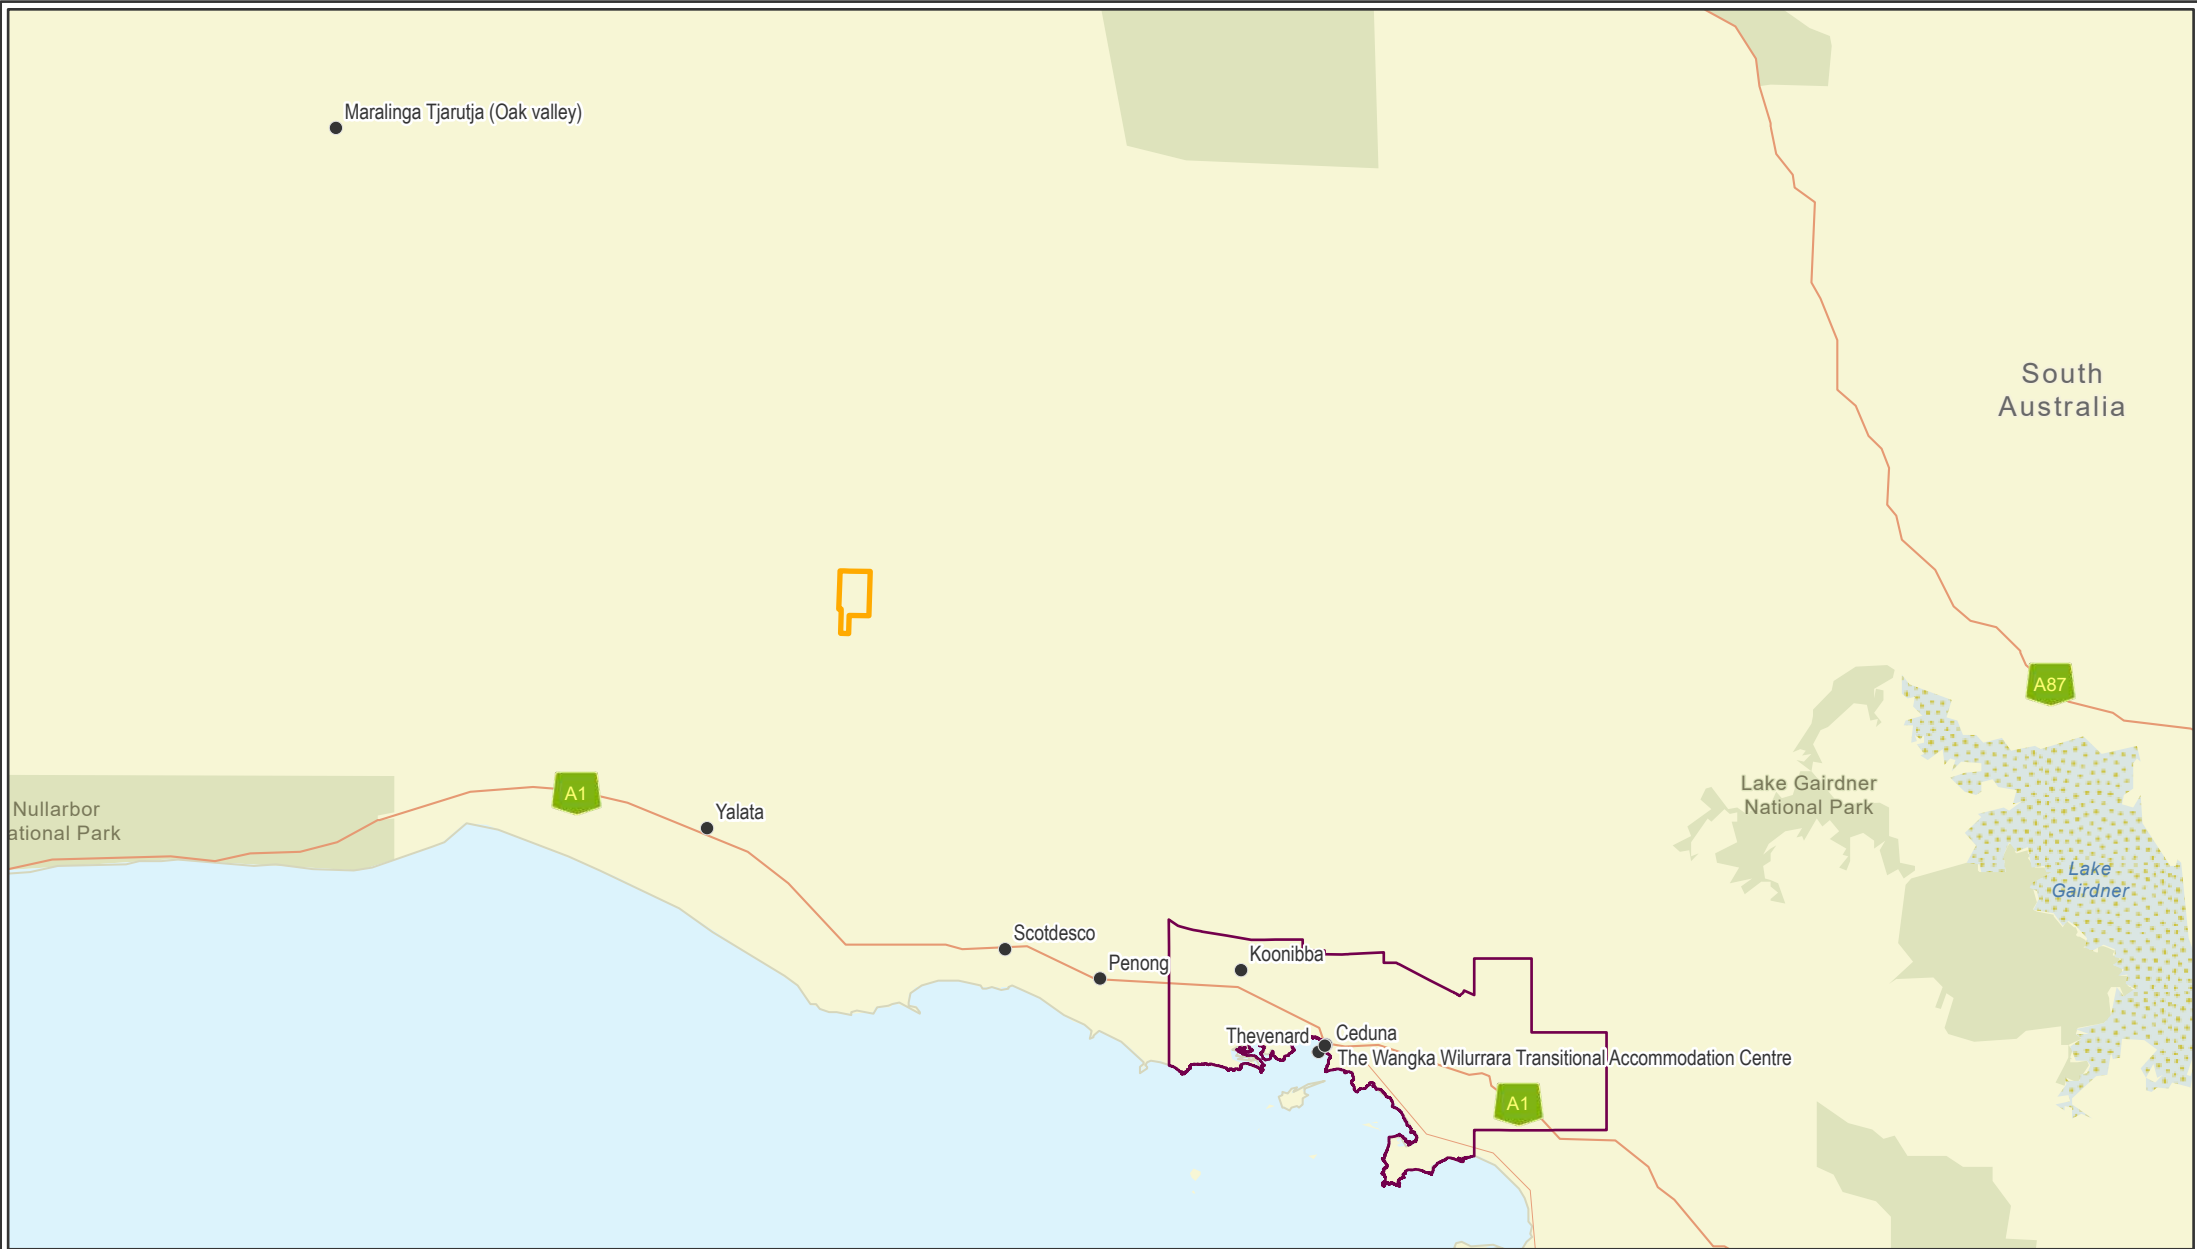 Maralinga Tjarutja (Oak valley)
South
Australia
A87
A1
Nullarbor
ational Park
Yalata
Lake Gairdner
National Park
Lake
Gairdner
Scotdesco
Penong
Koonibba
Thevenard
Ceduna
The Wangka Wilurrara Transitional Accommodation Centre
A1